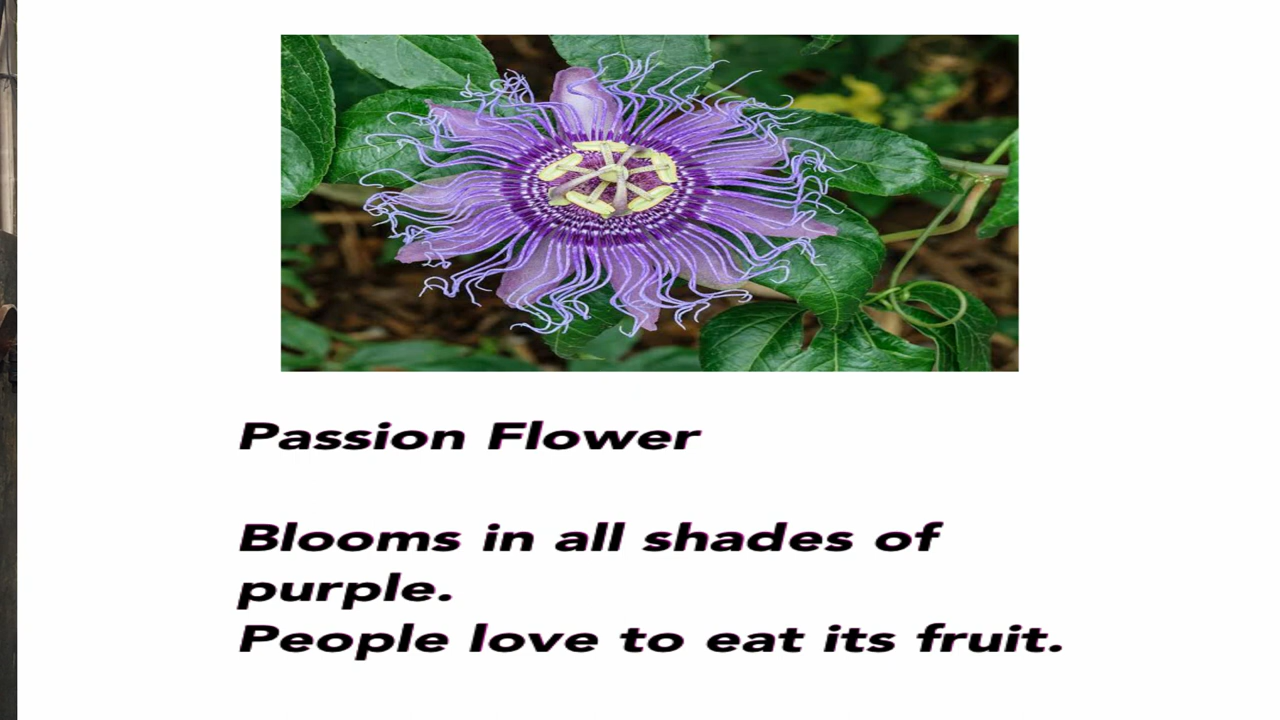 Passion Flower
Blooms in all shades of
purple.
People love to eat its fruit.